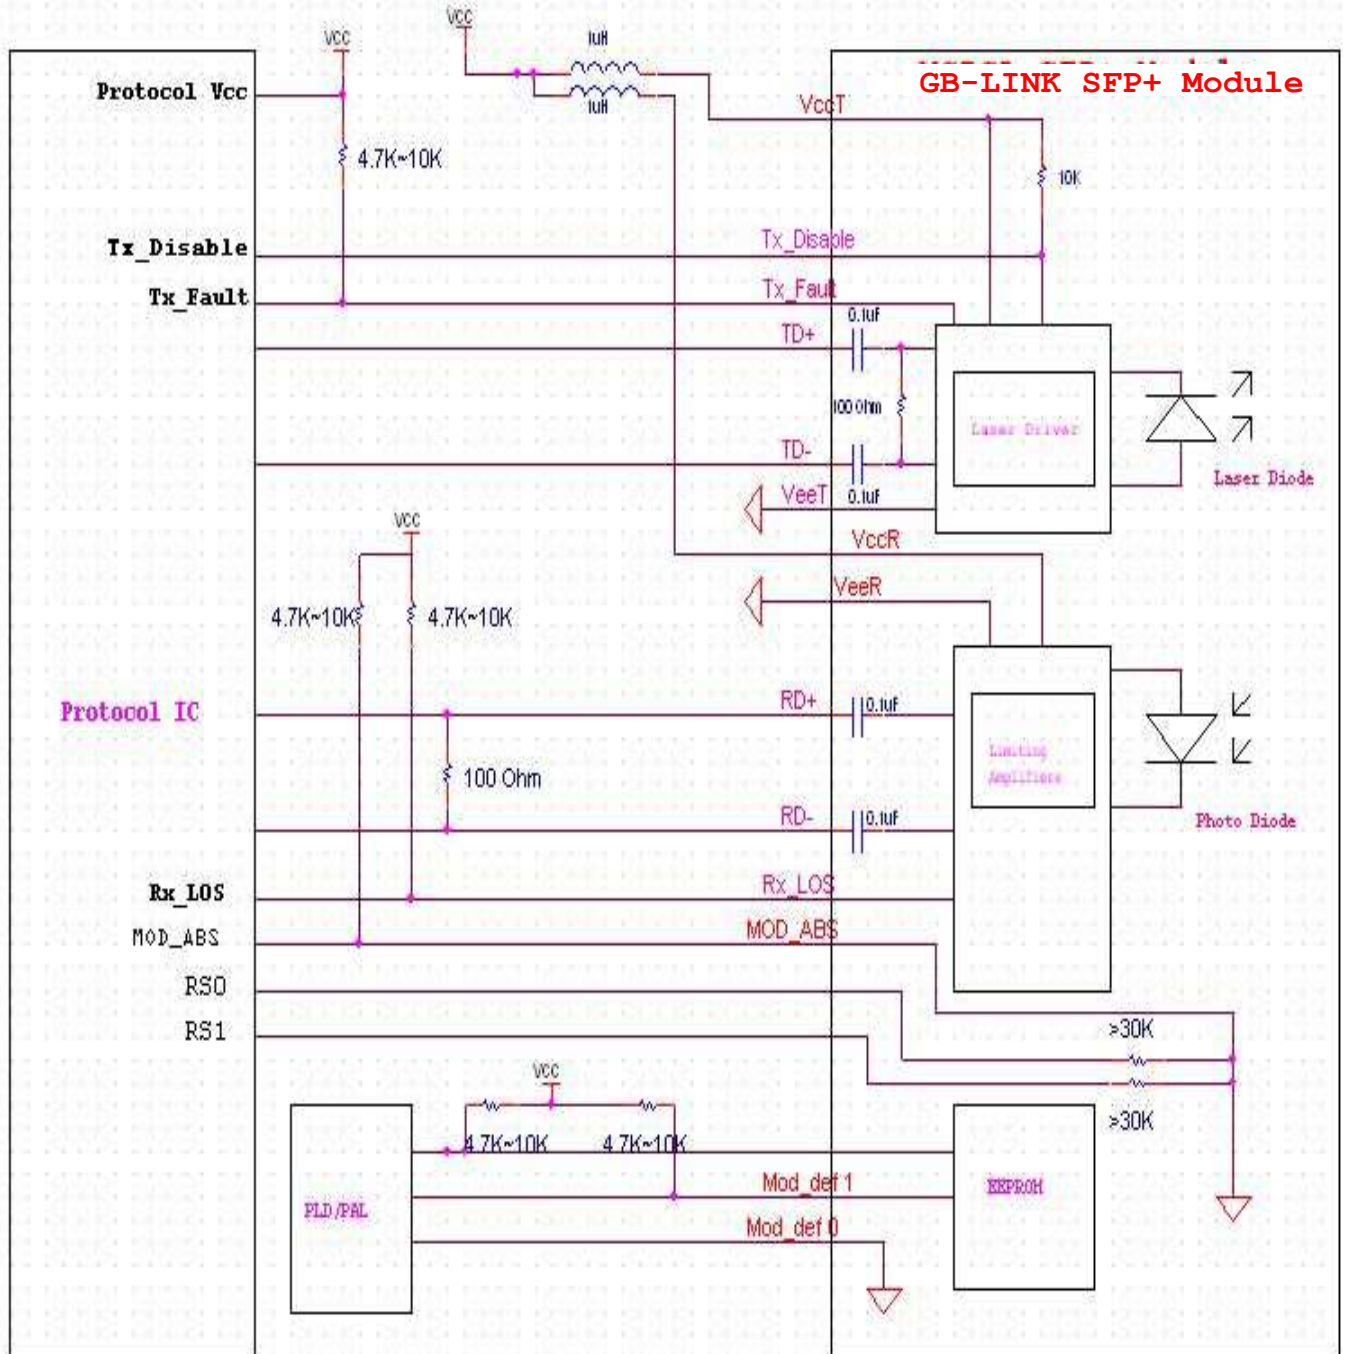 VCC
VCC
1uH
1uH
GB-LINK SFP+ Module
Protocol Vcc
VccT
4.7K~10K
10K
Tx_Disable
Tx_Disable
Tx_Fault
Tx_Fault
0.1uf
TD+
100 Ohm
Laser Driver
TD-
Laser Diode
VeeT
0.1uf
VCC
VccR
VeeR
4.7K~10K
4.7K~10K
Protocol IC
RD+
0.1uf
Limiting
Amplifiers
100 Ohm
RD-
0.1uf
Photo Diode
Rx_LOS
Rx_LOS
MOD_ABS
MOD_ABS
RS0
RS1
>30K
VCC
>30K
4.7K~10K
4.7K~10K
Mod_def 1
EEPROM
PLD/PAL
Mod_def 0